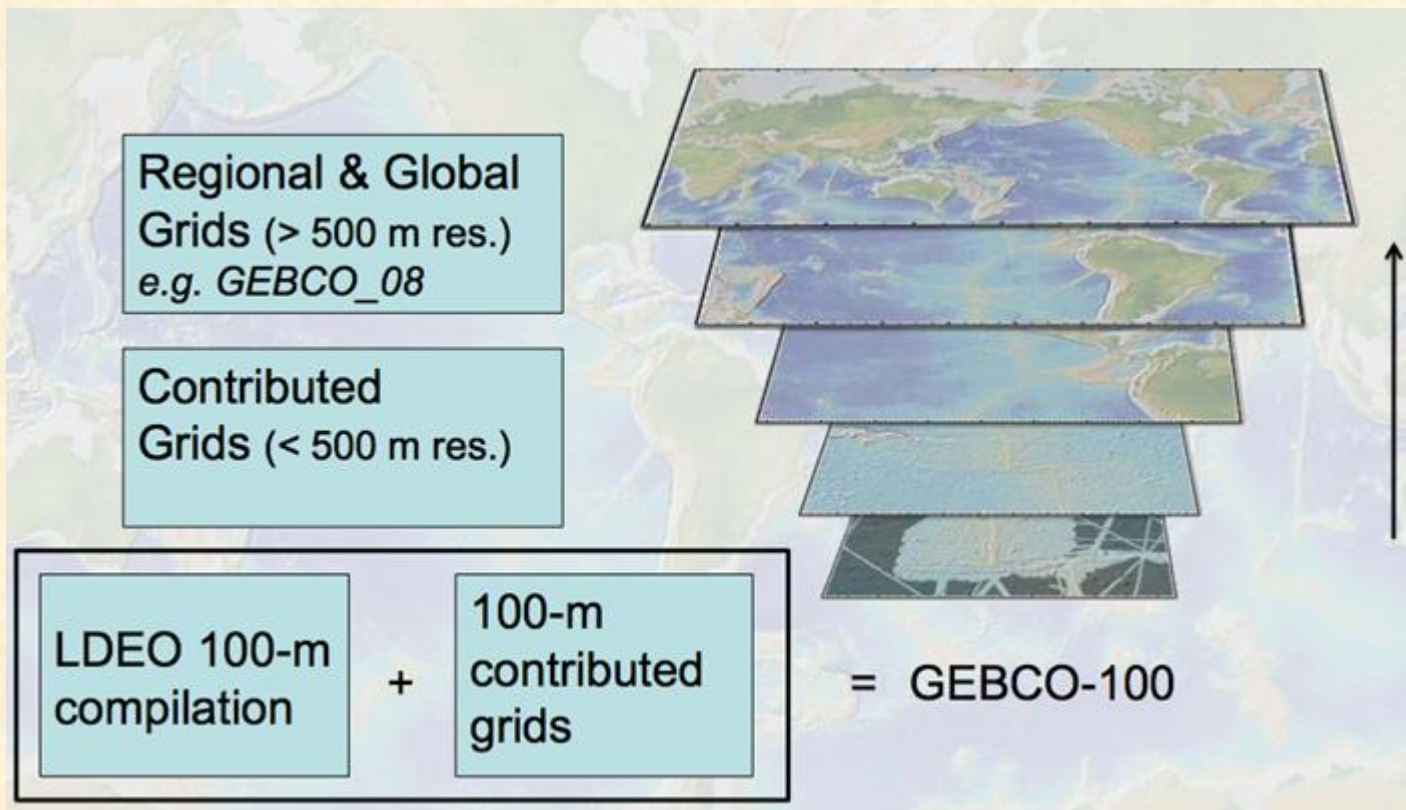 Regional & Global
Grids (> 500 m res.)
e.g. GEBCO_08
Contributed
Grids (< 500 m res.)
LDEO 100-m
compilation
+
100-m
contributed
grids
= GEBCO-100